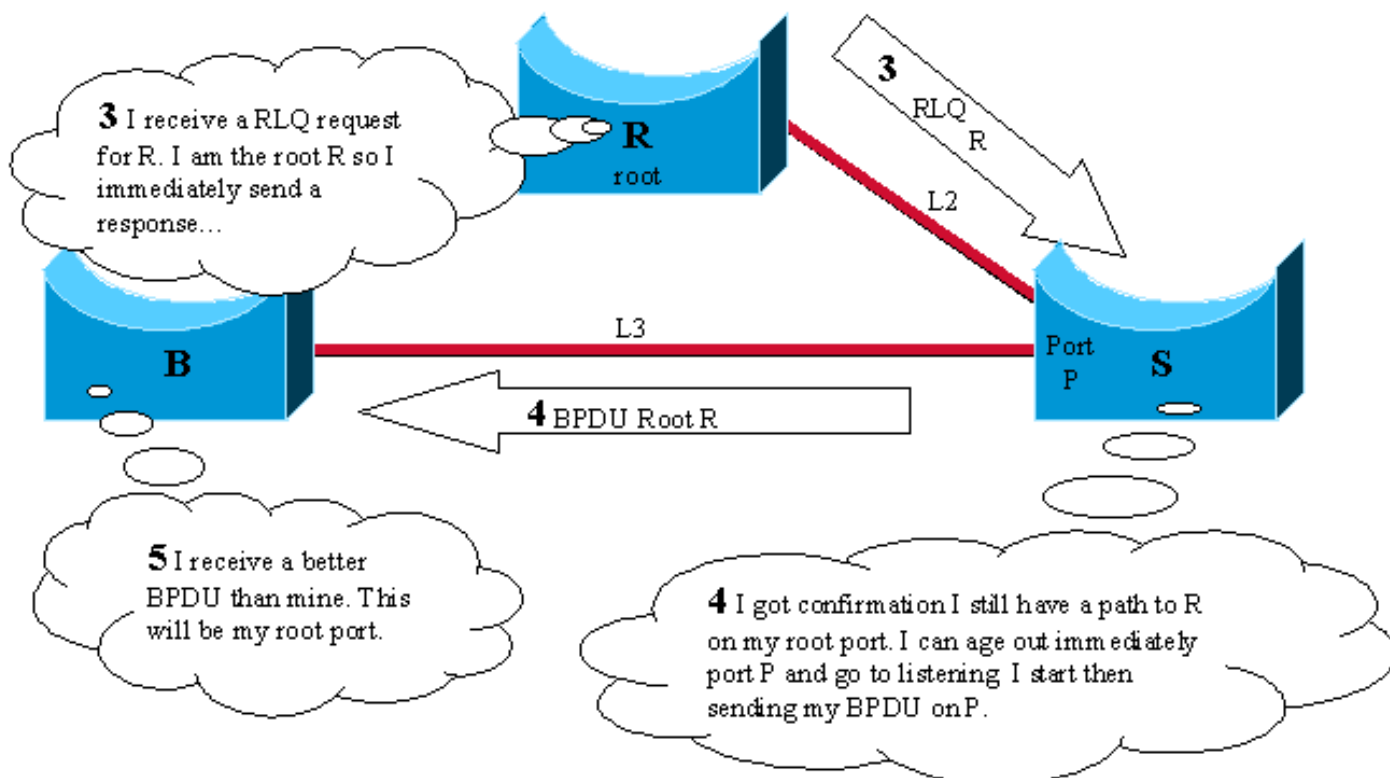 3 I receive a RLQ request
for R. I am the root R so I
immediately send a
response...
R
root
3
RLQ
R
L2
L3
B
Port
P
S
4 BPDU Root R
5 I receive a better
BPDU than mine. This
will be my root port.
4 I got confirmation I still have a path to R
on my root port. I can age out immediately
port P and go to listening. I start then
sending my BPDU on P.